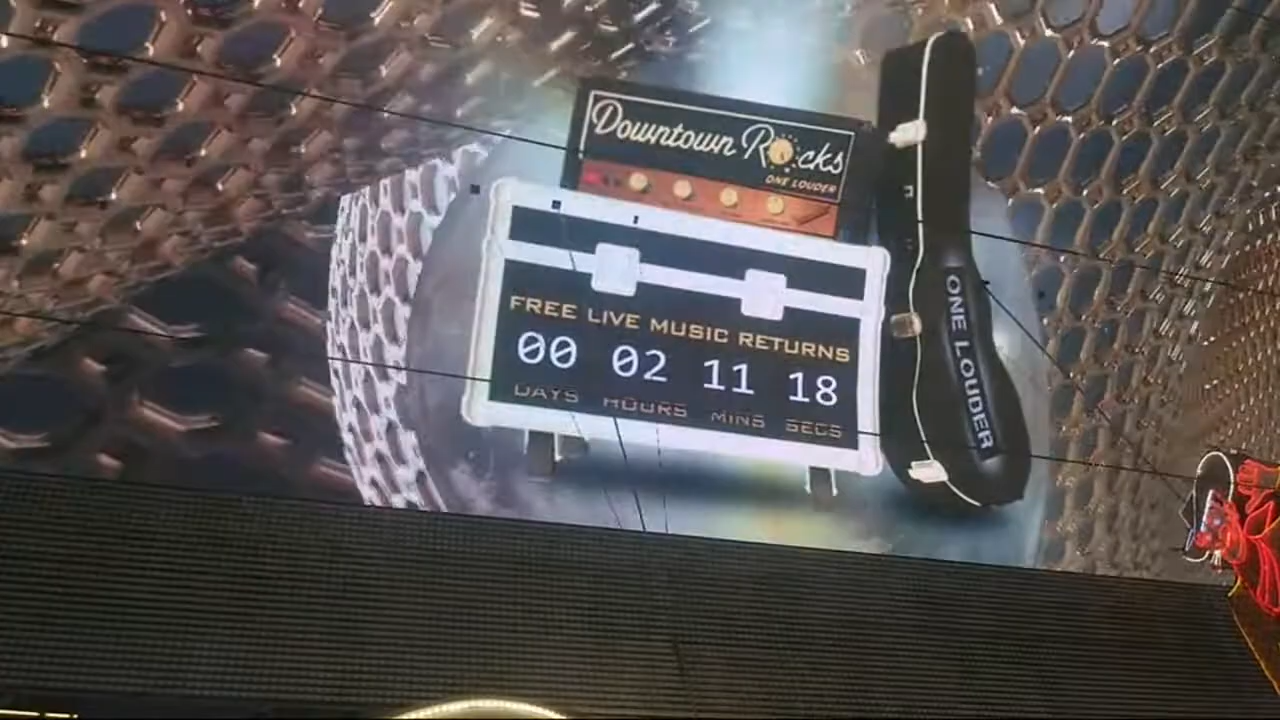 Downtown Rocks
ONE LOUDER
FREE LIVE MUSIC RETURNS
00 02 11 18
DAYS HOURS MINS SECS
ONE LOUDER